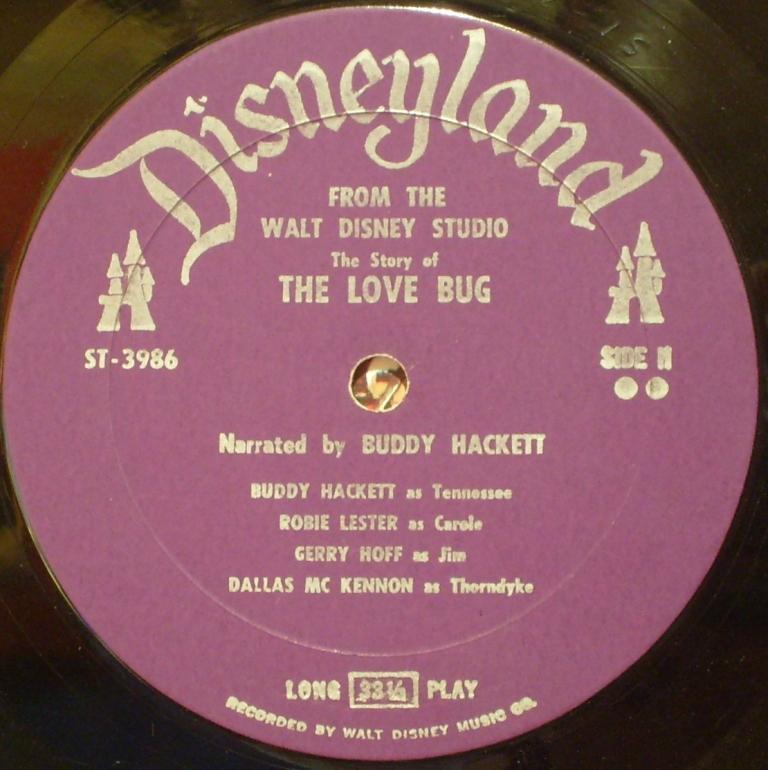 Disneyland
FROM THE
WALT DISNEY STUDIO
The Story of
THE LOVE BUG
ST-3986
SIDE II
Narrated by BUDDY HACKETT
BUDDY HACKETT as Tennessee
ROBIE LESTER as Carole
GERRY HOFF as Jim
DALLAS MC KENNON as Thorndyke
LONG 33⅓ PLAY
RECORDED BY WALT DISNEY MUSIC CO.